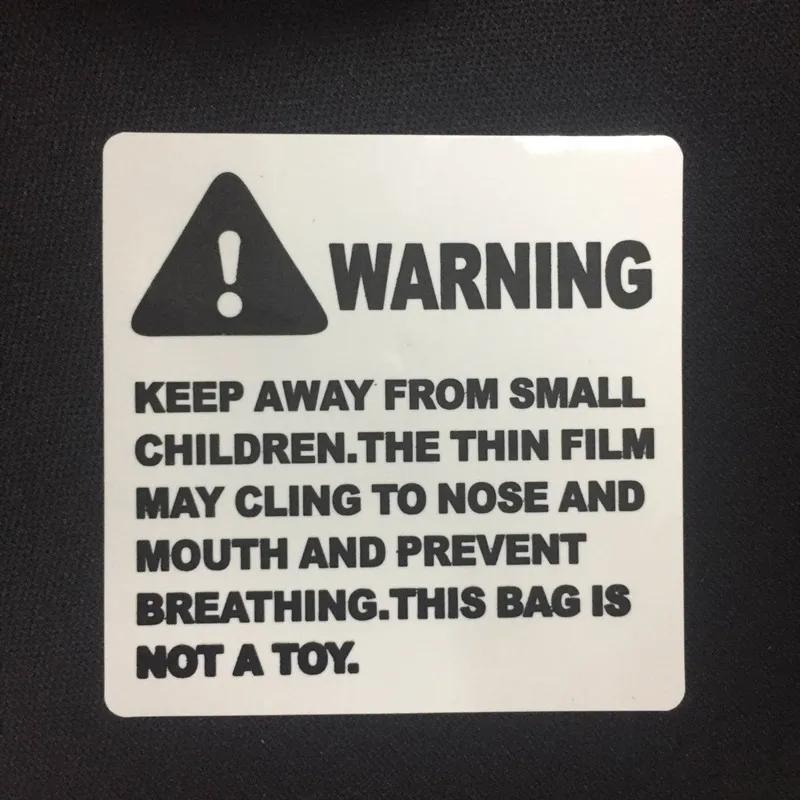 WARNING
KEEP AWAY FROM SMALL
CHILDREN.THE THIN FILM
MAY CLING TO NOSE AND
MOUTH AND PREVENT
BREATHING.THIS BAG IS
NOT A TOY.